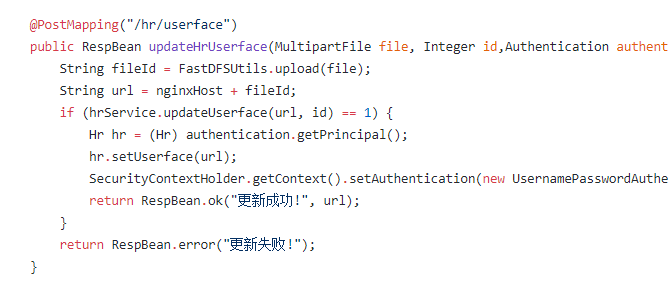 @PostMapping("/hr/userface")
public RespBean updateHrUserface(MultipartFile file, Integer id,Authentication authent
String fileId = FastDFSUtils.upload(file);
String url = nginxHost + fileId;
if (hrService.updateUserface(url, id) == 1) {
Hr hr = (Hr) authentication.getPrincipal();
hr.setUserface(url);
SecurityContextHolder.getContext().setAuthentication(new UsernamePasswordAuthe
return RespBean.ok("更新成功!", url);
}
return RespBean.error("更新失败!");
}